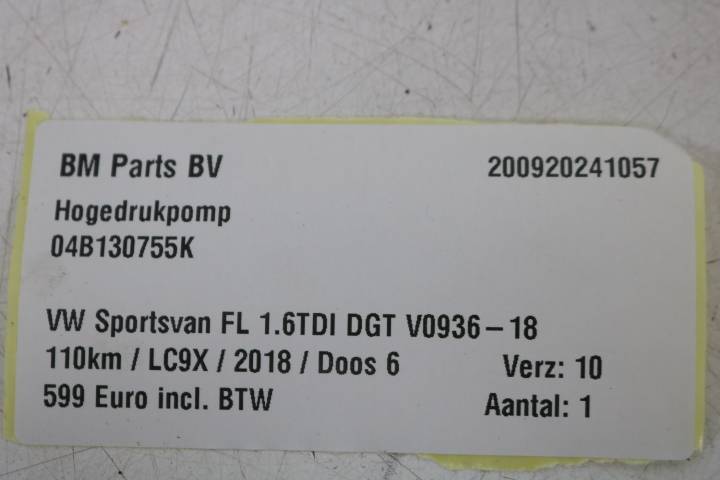 BM Parts BV 200920241057
Hogedrukpomp
04B130755K
VW Sportsvan FL 1.6TDI DGT V0936-18
110km / LC9X / 2018 / Doos 6 Verz: 10
599 Euro incl. BTW Aantal: 1